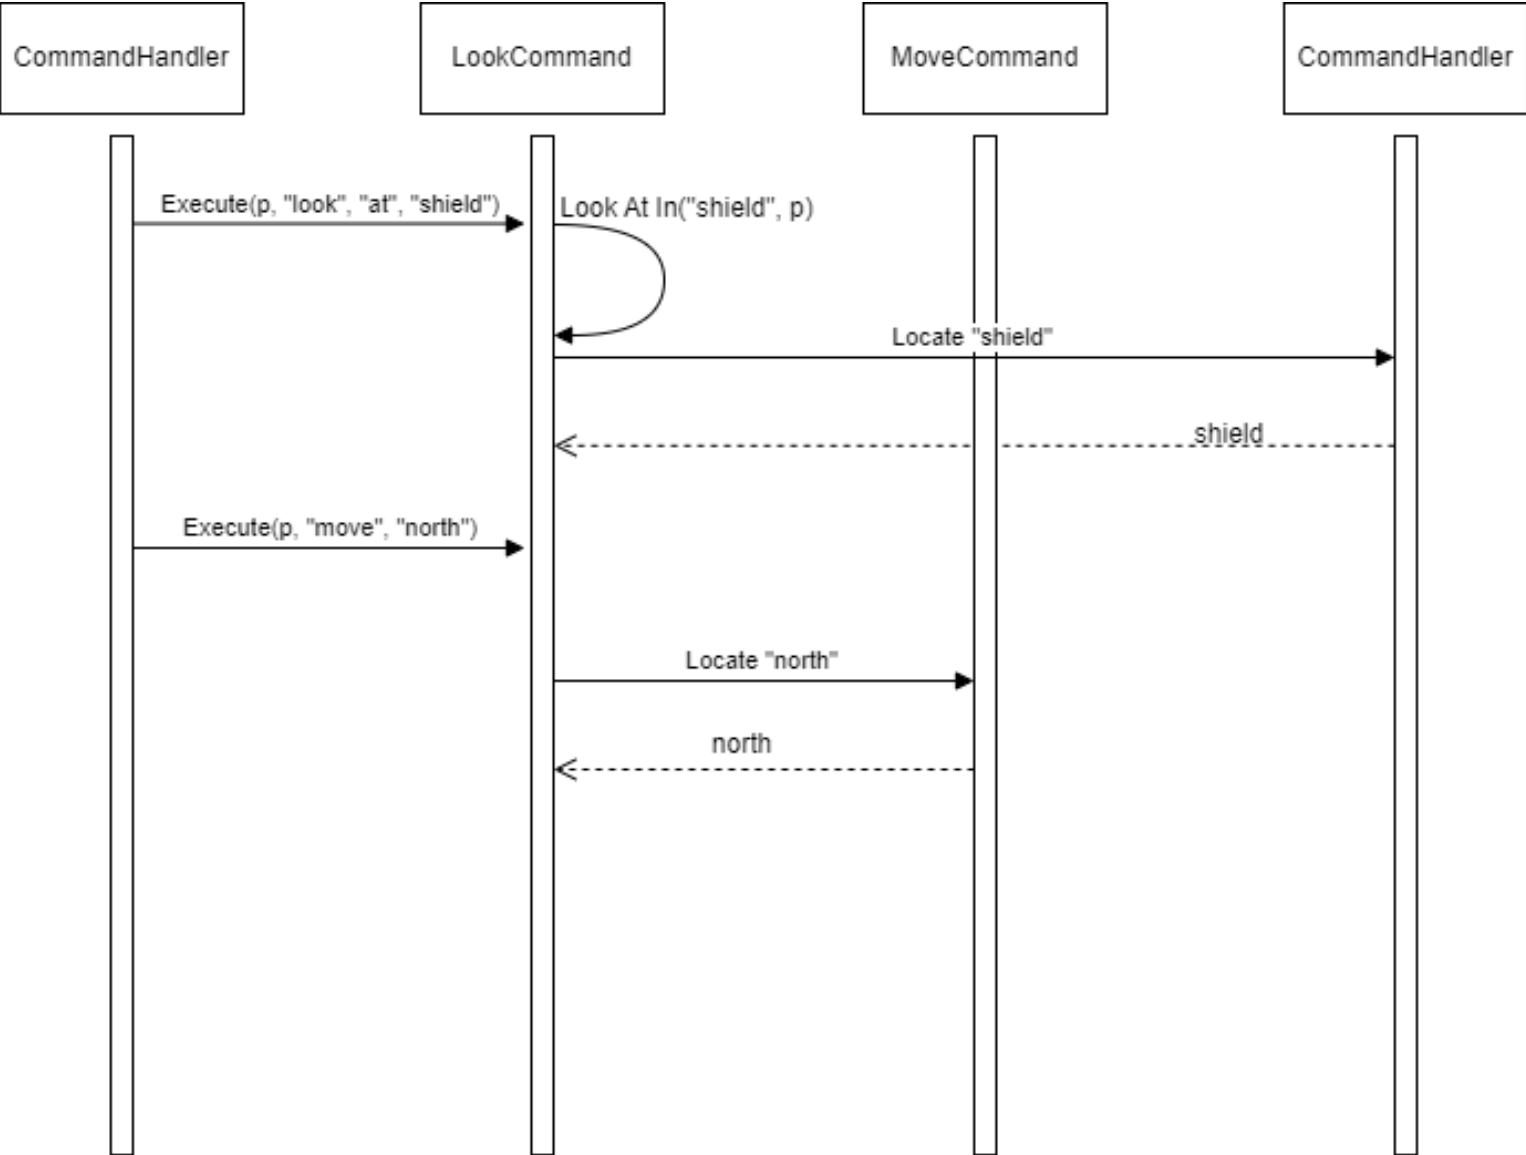 CommandHandler
LookCommand
MoveCommand
CommandHandler
Execute(p, "look", "at", "shield")
Look At In("shield", p)
Locate "shield"
shield
Execute(p, "move", "north")
Locate "north"
north